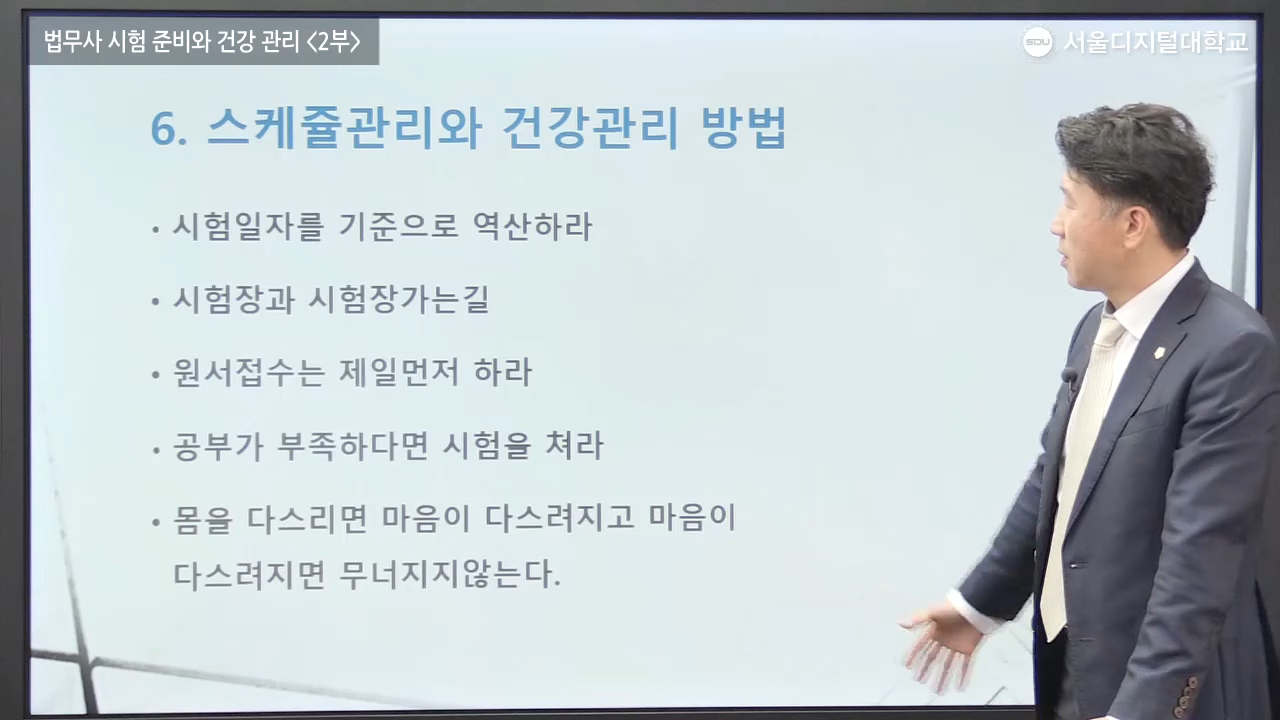 법무사 시험 준비와 건강 관리 <2부>
SDU 서울디지털대학교
6. 스케쥴관리와 건강관리 방법
• 시험일자를 기준으로 역산하라
• 시험장과 시험장가는길
• 원서접수는 제일먼저 하라
• 공부가 부족하다면 시험을 쳐라
• 몸을 다스리면 마음이 다스려지고 마음이
다스려지면 무너지지않는다.